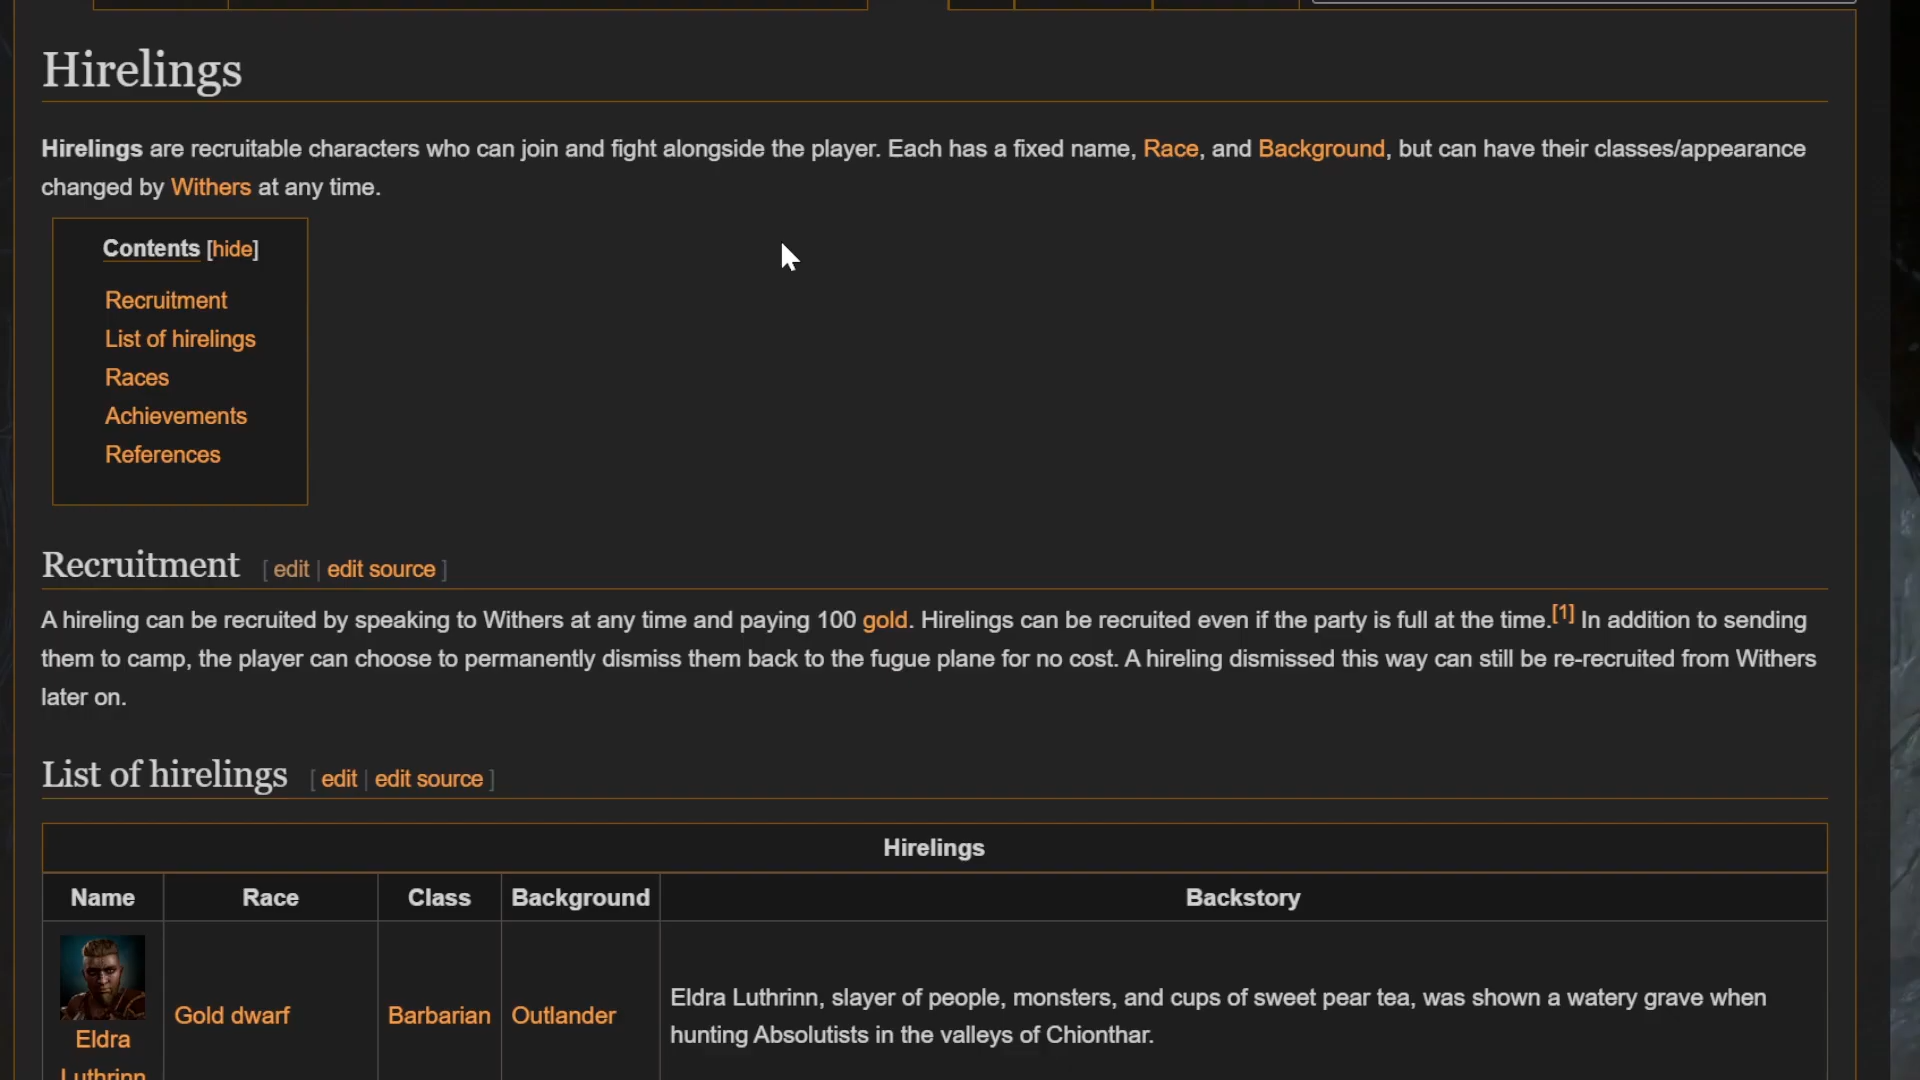 Hirelings
Hirelings are recruitable characters who can join and fight alongside the player. Each has a fixed name, Race, and Background, but can have their classes/appearance
changed by Withers at any time.
Contents [hide]
Recruitment
List of hirelings
Races
Achievements
References
Recruitment [ edit | edit source ]
A hireling can be recruited by speaking to Withers at any time and paying 100 gold. Hirelings can be recruited even if the party is full at the time.[1] In addition to sending
them to camp, the player can choose to permanently dismiss them back to the fugue plane for no cost. A hireling dismissed this way can still be re-recruited from Withers
later on.
List of hirelings [ edit | edit source ]
Hirelings
Name Race Class Background Backstory
Eldra
Luthrinn
Gold dwarf
Barbarian
Outlander
Eldra Luthrinn, slayer of people, monsters, and cups of sweet pear tea, was shown a watery grave when
hunting Absolutists in the valleys of Chionthar.